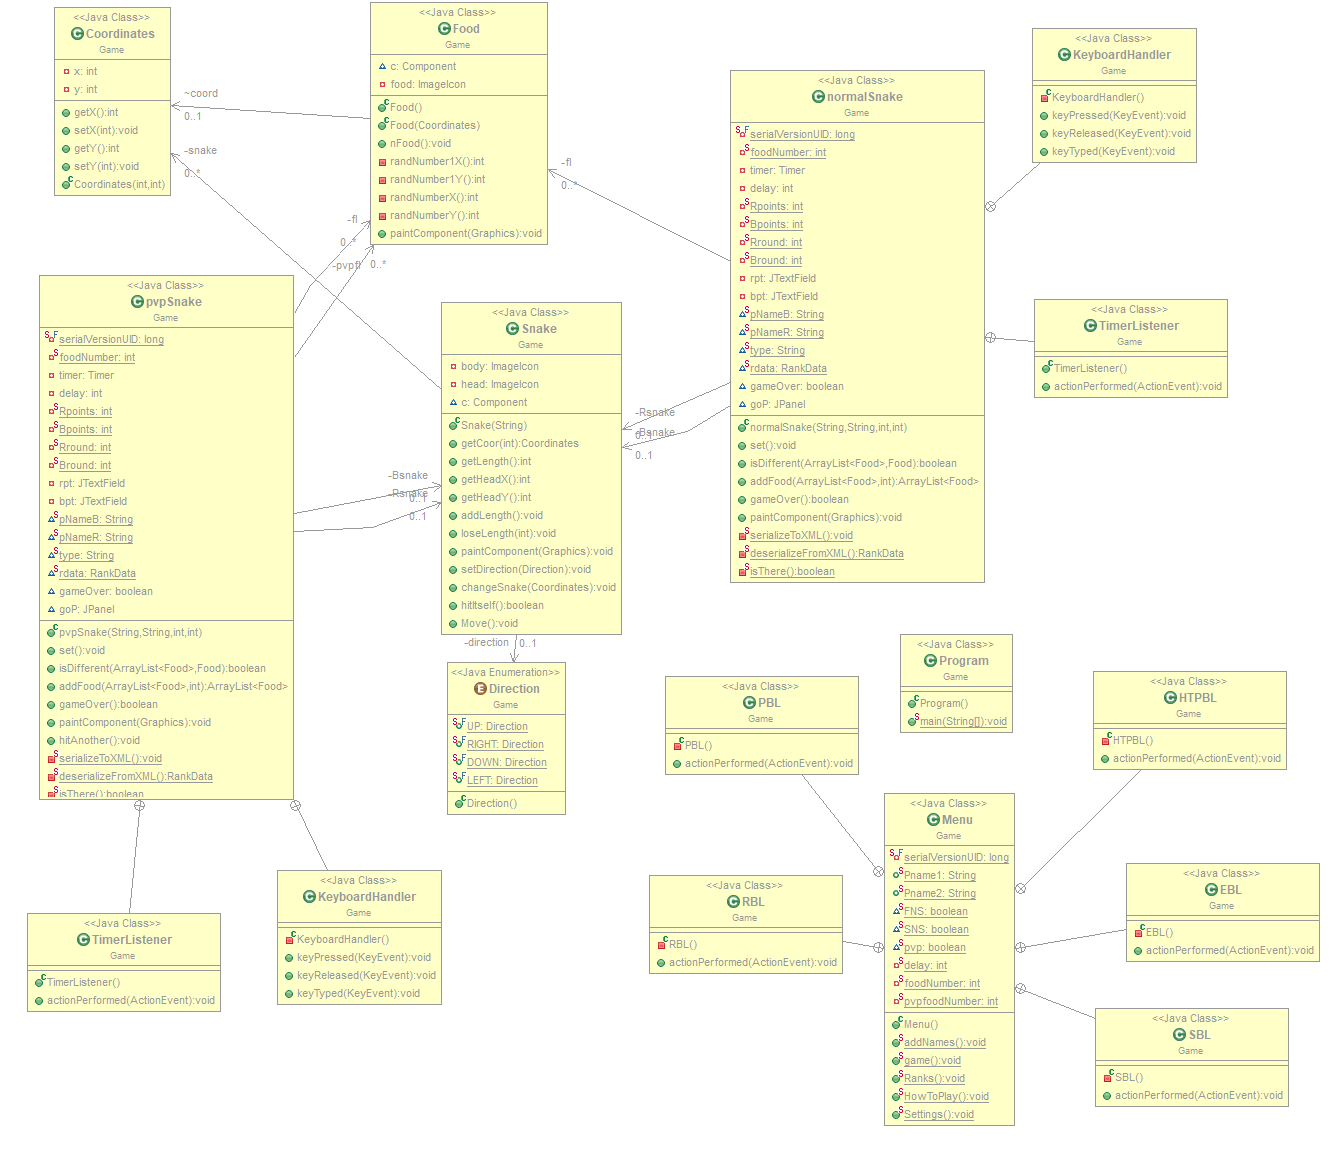 <<Java Class>>
Coordinates
Game
x: int
y: int
getX():int
setX(int):void
getY():int
setY(int):void
Coordinates(int,int)
~coord
0..1
-snake
0..*
<<Java Class>>
Food
Game
c: Component
food: ImageIcon
Food()
Food(Coordinates)
nFood():void
randNumber1X():int
randNumber1Y():int
randNumberX():int
randNumberY():int
paintComponent(Graphics):void
-fl
0..*
-fl
0..*
-pvpfl
0..*
<<Java Class>>
normalSnake
Game
serialVersionUID: long
foodNumber: int
timer: Timer
delay: int
Rpoints: int
Bpoints: int
Rround: int
Bround: int
rpt: JTextField
bpt: JTextField
pNameB: String
pNameR: String
type: String
rdata: RankData
gameOver: boolean
goP: JPanel
normalSnake(String,String,int,int)
set():void
isDifferent(ArrayList<Food>,Food):boolean
addFood(ArrayList<Food>,int):ArrayList<Food>
gameOver():boolean
paintComponent(Graphics):void
serializeToXML():void
deserializeFromXML():RankData
isThere():boolean
<<Java Class>>
KeyboardHandler
Game
KeyboardHandler()
keyPressed(KeyEvent):void
keyReleased(KeyEvent):void
keyTyped(KeyEvent):void
<<Java Class>>
TimerListener
Game
TimerListener()
actionPerformed(ActionEvent):void
<<Java Class>>
pvpSnake
Game
serialVersionUID: long
foodNumber: int
timer: Timer
delay: int
Rpoints: int
Bpoints: int
Rround: int
Bround: int
rpt: JTextField
bpt: JTextField
pNameB: String
pNameR: String
type: String
rdata: RankData
gameOver: boolean
goP: JPanel
pvpSnake(String,String,int,int)
set():void
isDifferent(ArrayList<Food>,Food):boolean
addFood(ArrayList<Food>,int):ArrayList<Food>
gameOver():boolean
paintComponent(Graphics):void
hitAnother():void
serializeToXML():void
deserializeFromXML():RankData
isThere():boolean
<<Java Class>>
Snake
Game
body: ImageIcon
head: ImageIcon
c: Component
Snake(String)
getCoor(int):Coordinates
getLength():int
getHeadX():int
getHeadY():int
addLength():void
loseLength(int):void
paintComponent(Graphics):void
setDirection(Direction):void
changeSnake(Coordinates):void
hitItself():boolean
Move():void
-Rsnake
0..1
-Bsnake
0..1
-Bsnake
0..1
-Rsnake
0..1
-direction
0..1
<<Java Enumeration>>
Direction
Game
UP: Direction
RIGHT: Direction
DOWN: Direction
LEFT: Direction
Direction()
<<Java Class>>
Program
Game
Program()
main(String[]):void
<<Java Class>>
PBL
Game
PBL()
actionPerformed(ActionEvent):void
<<Java Class>>
HTPBL
Game
HTPBL()
actionPerformed(ActionEvent):void
<<Java Class>>
Menu
Game
serialVersionUID: long
Pname1: String
Pname2: String
FNS: boolean
SNS: boolean
pvp: boolean
delay: int
foodNumber: int
pvpfoodNumber: int
Menu()
addNames():void
game():void
Ranks():void
HowToPlay():void
Settings():void
<<Java Class>>
RBL
Game
RBL()
actionPerformed(ActionEvent):void
<<Java Class>>
EBL
Game
EBL()
actionPerformed(ActionEvent):void
<<Java Class>>
SBL
Game
SBL()
actionPerformed(ActionEvent):void
<<Java Class>>
KeyboardHandler
Game
KeyboardHandler()
keyPressed(KeyEvent):void
keyReleased(KeyEvent):void
keyTyped(KeyEvent):void
<<Java Class>>
TimerListener
Game
TimerListener()
actionPerformed(ActionEvent):void